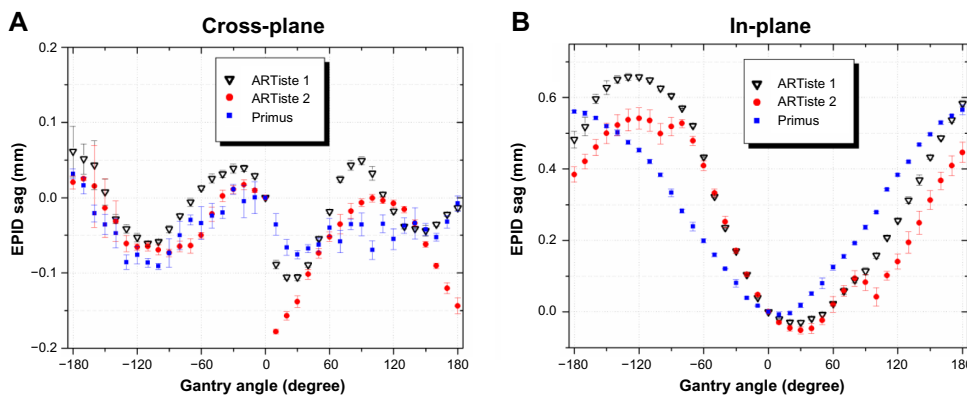 A
Cross-plane
EPID sag (mm)
0.2
0.1
0.0
−0.1
−0.2
ARTiste 1
ARTiste 2
Primus
−180
−120
−60
0
60
120
180
Gantry angle (degree)
B
In-plane
EPID sag (mm)
0.6
0.4
0.2
0.0
ARTiste 1
ARTiste 2
Primus
−180
−120
−60
0
60
120
180
Gantry angle (degree)